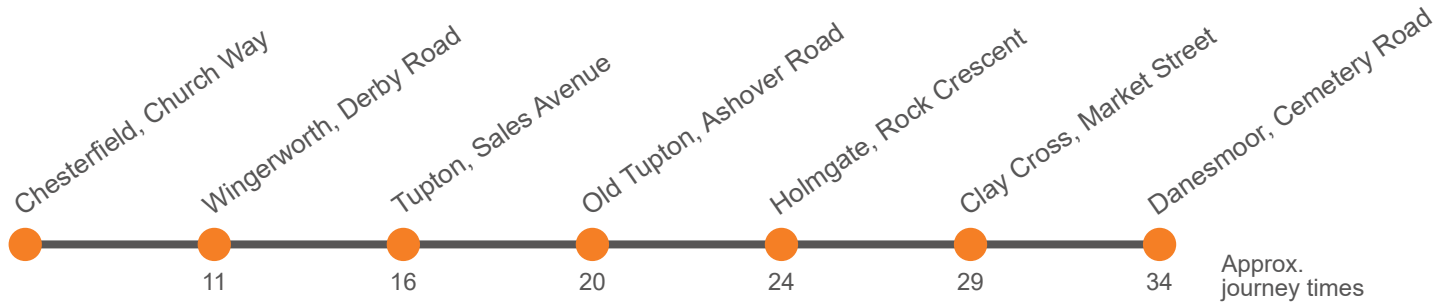 Chesterfield, Church Way
Wingerworth, Derby Road
Tupton, Sales Avenue
Old Tupton, Ashover Road
Holmgate, Rock Crescent
Clay Cross, Market Street
Danesmoor, Cemetery Road
11
16
20
24
29
34
Approx.
journey times